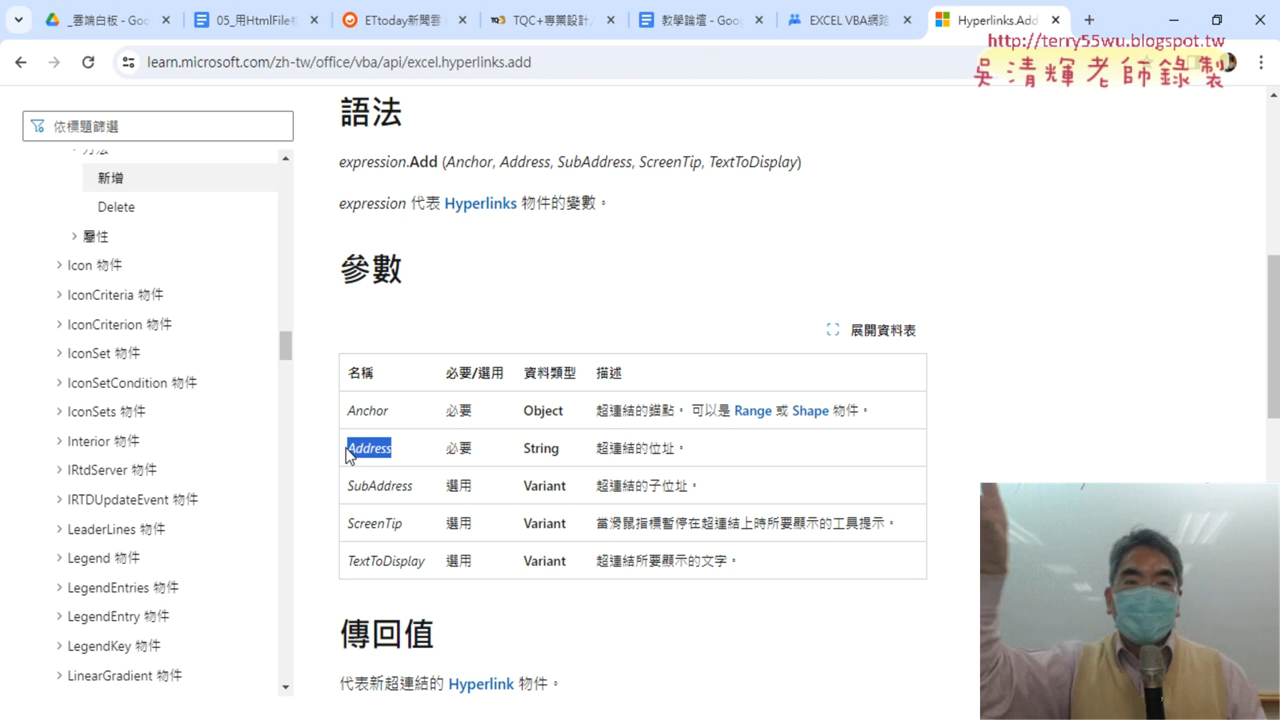 _雲端白板 - Goo
05_用HtmlFile物
ETtoday新聞雲
TQC+專業設計
教學論壇 - Goog
EXCEL VBA網路
Hyperlinks.Add
learn.microsoft.com/zh-tw/office/vba/api/excel.hyperlinks.add
http://terry55wu.blogspot.tw
吳清輝老師錄製
依標題篩選
方法
新增
Delete
屬性
Icon 物件
IconCriteria 物件
IconCriterion 物件
IconSet 物件
IconSetCondition 物件
IconSets 物件
Interior 物件
IRtdServer 物件
IRTDUpdateEvent 物件
LeaderLines 物件
Legend 物件
LegendEntries 物件
LegendEntry 物件
LegendKey 物件
LinearGradient 物件
語法
expression.Add (Anchor, Address, SubAddress, ScreenTip, TextToDisplay)
expression 代表 Hyperlinks 物件的變數。
參數
展開資料表
名稱 必要/選用 資料類型 描述
Anchor 必要 Object 超連結的錨點。 可以是 Range 或 Shape 物件。
Address 必要 String 超連結的位址。
SubAddress 選用 Variant 超連結的子位址。
ScreenTip 選用 Variant 當滑鼠指標暫停在超連結上時所要顯示的工具提示。
TextToDisplay 選用 Variant 超連結所要顯示的文字。
傳回值
代表新超連結的 Hyperlink 物件。